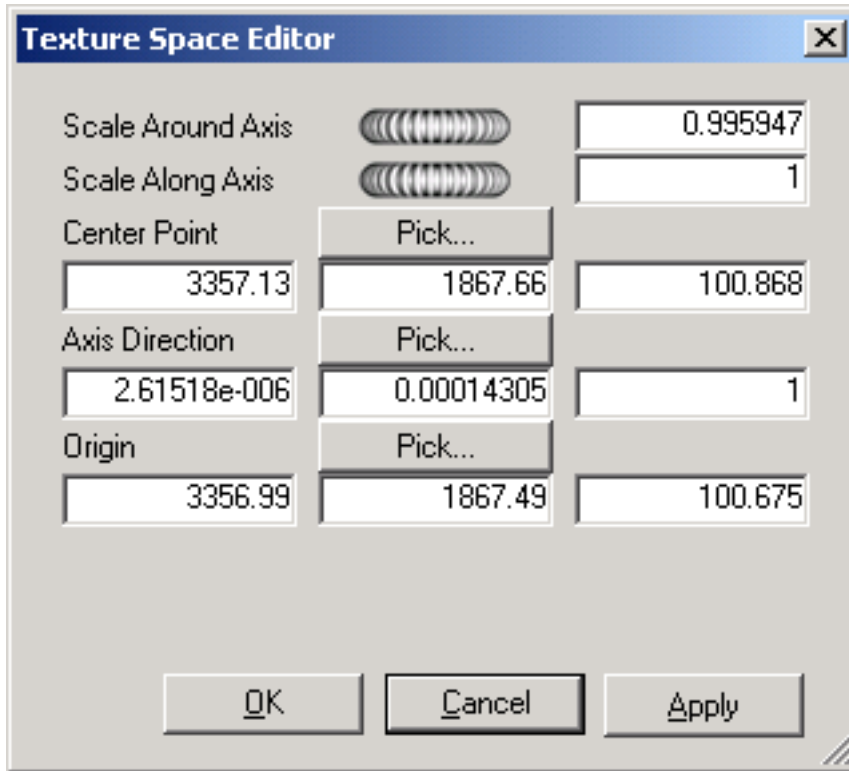 Texture Space Editor
Scale Around Axis 0.995947
Scale Along Axis 1
Center Point Pick...
3357.13 1867.66 100.868
Axis Direction Pick...
2.61518e-006 0.00014305 1
Origin Pick...
3356.99 1867.49 100.675
OK Cancel Apply